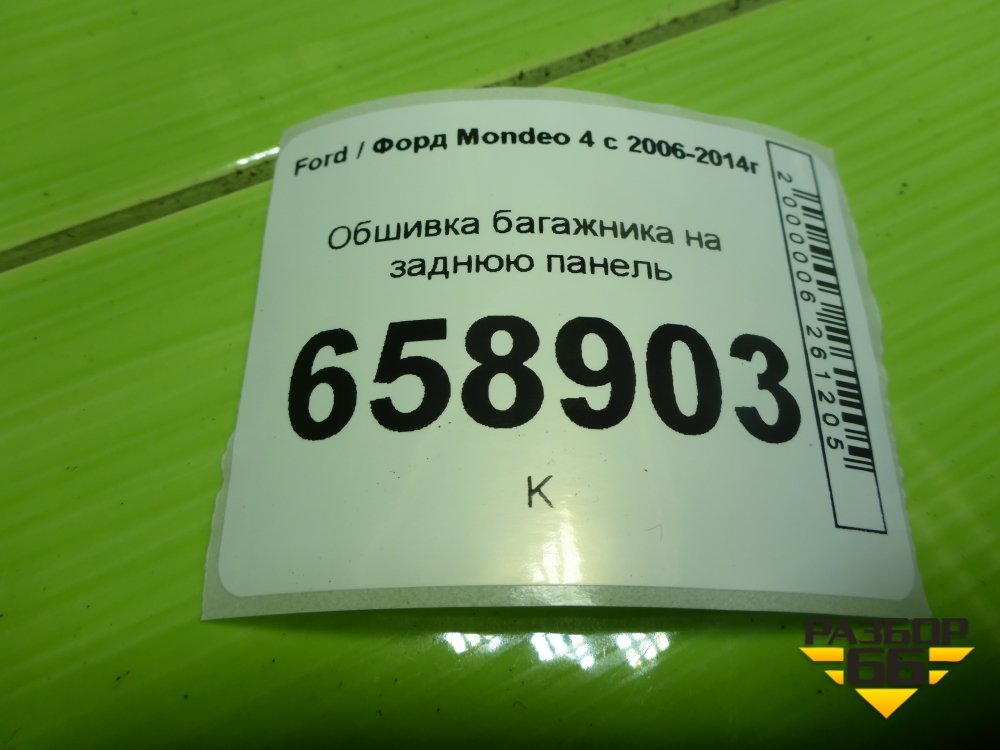 Ford / Форд Mondeo 4 с 2006-2014г
Обшивка багажника на
заднюю панель
658903
К
2000006261205
РАЗБОР
66